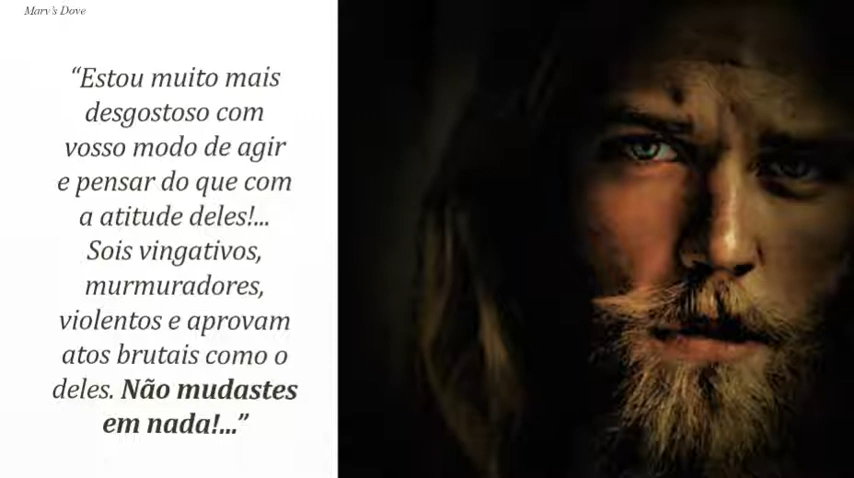 Mary's Dove
“Estou muito mais
desgostoso com
vosso modo de agir
e pensar do que com
a atitude deles!...
Sois vingativos,
murmuradores,
violentos e aprovam
atos brutais como o
deles. Não mudastes
em nada!...”